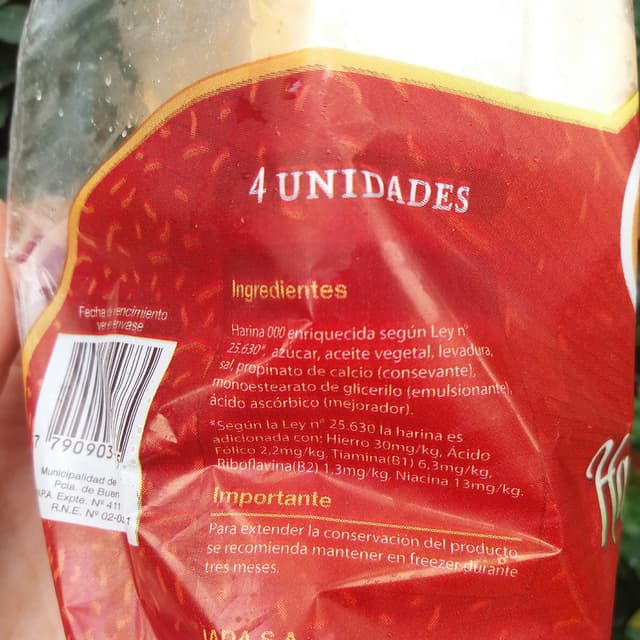 4 UNIDADES
Ingredientes
Harina 000 enriquecida según Ley nº
25.630*, azúcar, aceite vegetal, levadura,
sal, propinato de calcio (consevante),
monoestearato de glicerilo (emulsionante),
ácido ascórbico (mejorador).
*Según la Ley nº 25.630 la harina es
adicionada con: Hierro 30mg/kg, Ácido
Fólico 2,2mg/kg, Tiamina(B1) 6,3mg/kg,
Riboflavina(B2) 1,3mg/kg, Niacina 13mg/kg.
Importante
Para extender la conservación del producto
se recomienda mantener en freezer durante
tres meses.
Fecha de vencimiento
ver envase
7 790903
Municipalidad de
Pcia. de Buen
Expte. Nº 411
R.N.E. Nº 02-031
S.A.